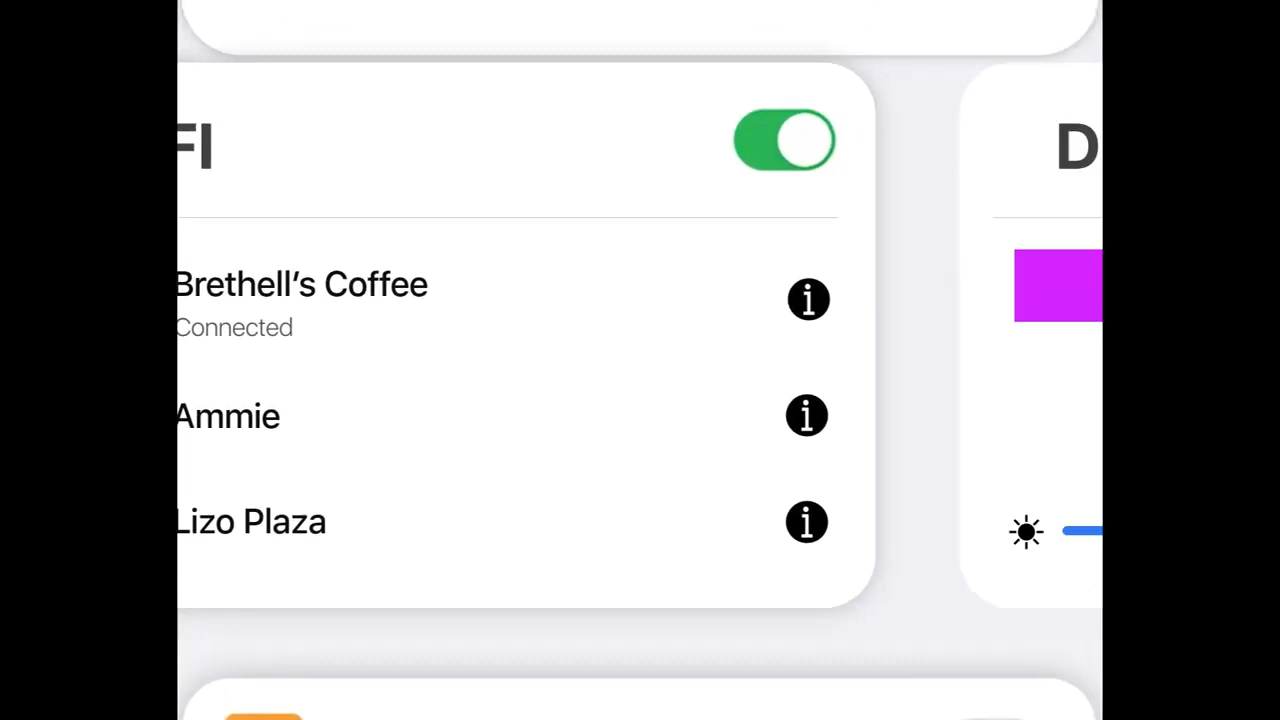 FI
D
Brethell’s Coffee
Connected
Ammie
Lizo Plaza